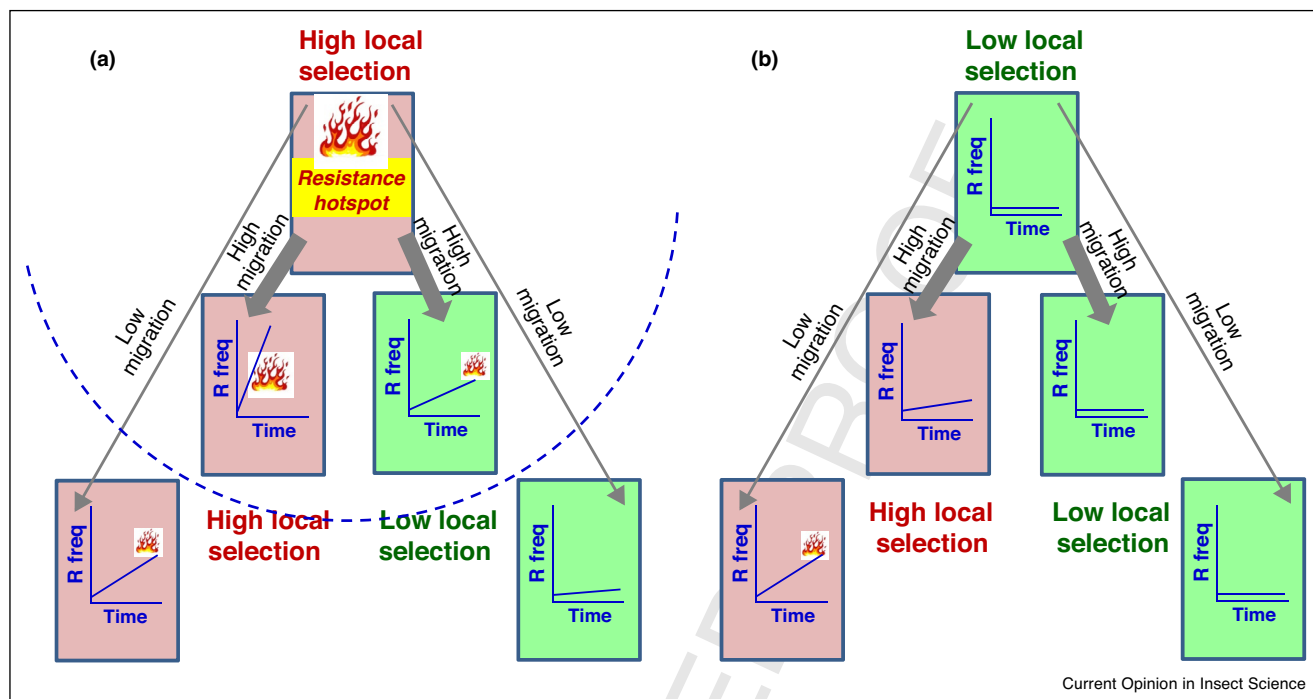 (a)
High local
selection
Resistance
hotspot
High
migration
High
migration
Low
migration
Low
migration
R freq
Time
R freq
Time
High local
selection
Low local
selection
R freq
Time
R freq
Time
(b)
Low local
selection
R freq
Time
High
migration
High
migration
Low
migration
Low
migration
R freq
Time
R freq
Time
High local
selection
Low local
selection
R freq
Time
R freq
Time
Current Opinion in Insect Science